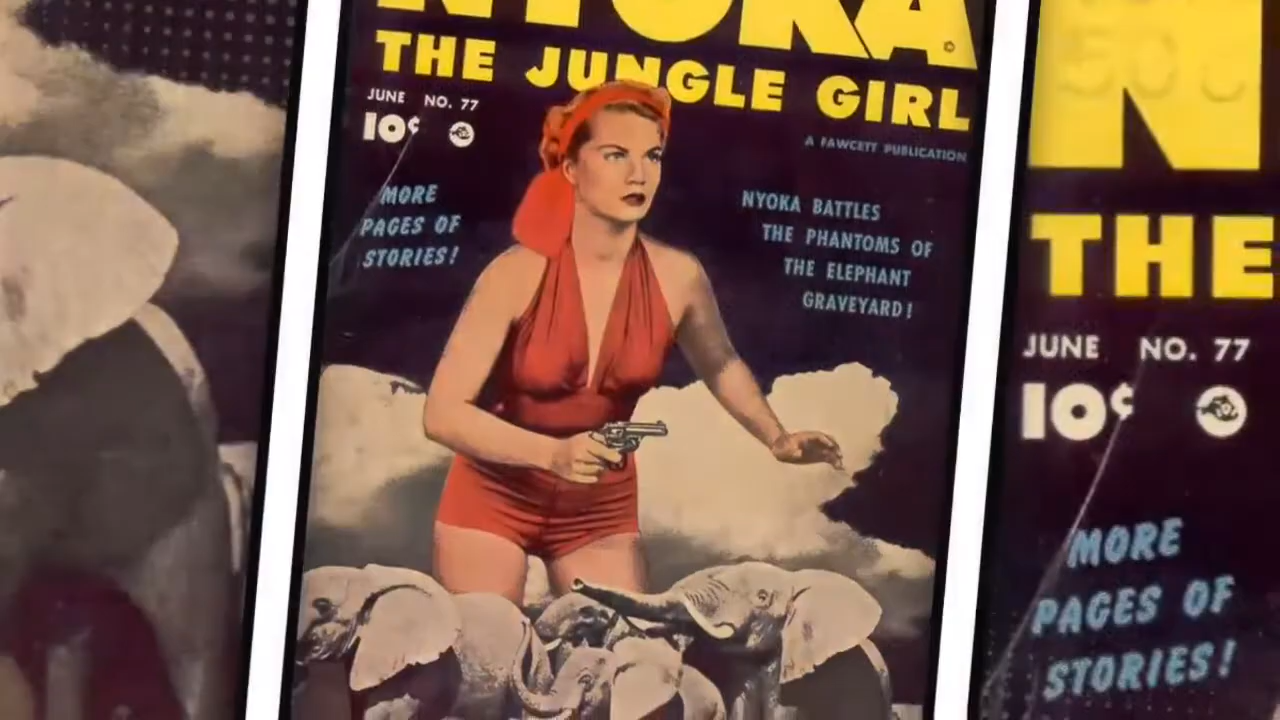 NYOKA
THE JUNGLE GIRL
JUNE NO. 77
10¢
A FAWCETT PUBLICATION
MORE
PAGES OF
STORIES!
NYOKA BATTLES
THE PHANTOMS OF
THE ELEPHANT
GRAVEYARD!
N
THE
JUNE NO. 77
10¢
MORE
PAGES OF
STORIES!